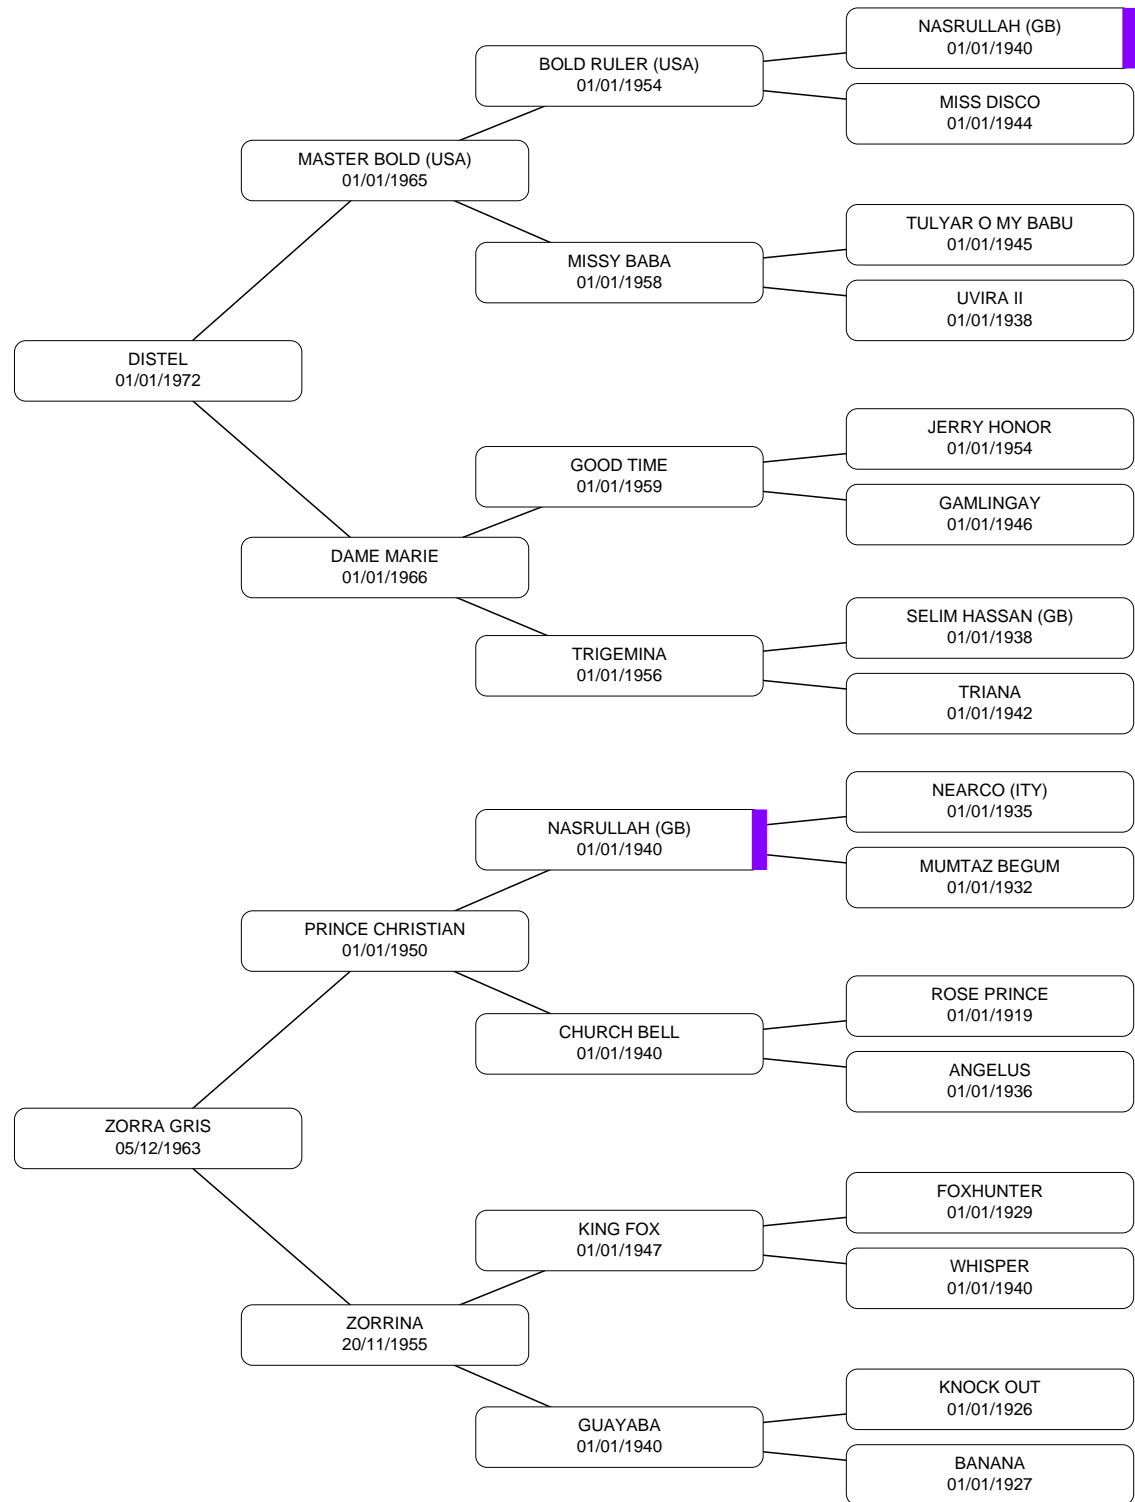 NASRULLAH (GB)
01/01/1940
BOLD RULER (USA)
01/01/1954
MISS DISCO
01/01/1944
MASTER BOLD (USA)
01/01/1965
TULYAR O MY BABU
01/01/1945
MISSY BABA
01/01/1958
UVIRA II
01/01/1938
DISTEL
01/01/1972
JERRY HONOR
01/01/1954
GOOD TIME
01/01/1959
GAMLINGAY
01/01/1946
DAME MARIE
01/01/1966
SELIM HASSAN (GB)
01/01/1938
TRIGEMINA
01/01/1956
TRIANA
01/01/1942
NEARCO (ITY)
01/01/1935
NASRULLAH (GB)
01/01/1940
MUMTAZ BEGUM
01/01/1932
PRINCE CHRISTIAN
01/01/1950
ROSE PRINCE
01/01/1919
CHURCH BELL
01/01/1940
ANGELUS
01/01/1936
ZORRA GRIS
05/12/1963
FOXHUNTER
01/01/1929
KING FOX
01/01/1947
WHISPER
01/01/1940
ZORRINA
20/11/1955
KNOCK OUT
01/01/1926
GUAYABA
01/01/1940
BANANA
01/01/1927